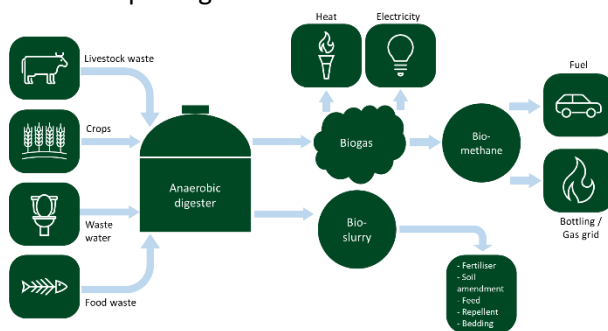 Heat
Electricity
Livestock waste
Fuel
Crops
Biogas
Bio-
methane
Anaerobic
digester
Waste
water
Bio-
slurry
Bottling /
Gas grid
Food waste
- Fertiliser
- Soil
amendment
- Feed
- Repellent
- Bedding